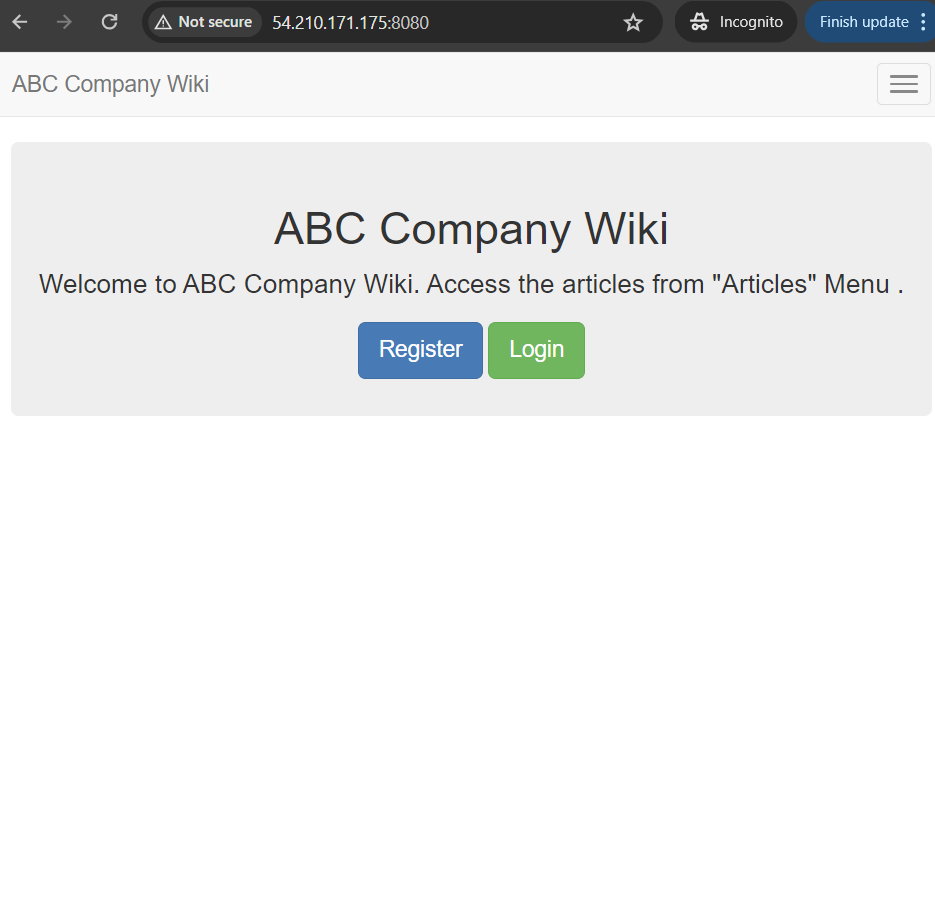 Not secure 54.210.171.175:8080 Incognito Finish update
ABC Company Wiki
ABC Company Wiki
Welcome to ABC Company Wiki. Access the articles from "Articles" Menu .
Register Login